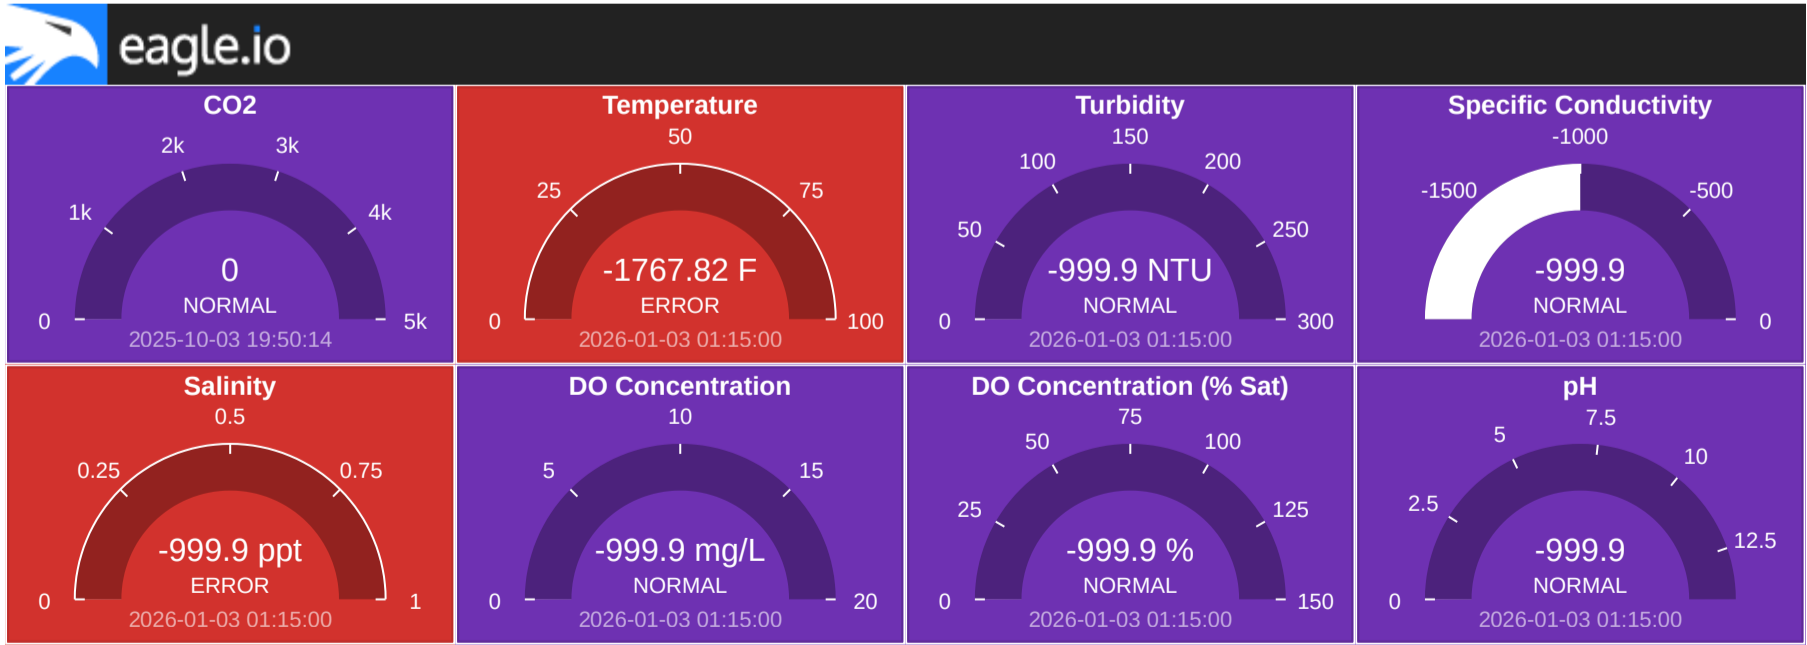 eagle.io
CO2
2k 3k
1k 4k
0
NORMAL
0 5k
2025-10-03 19:50:14
Temperature
50
25 75
-1767.82 F
ERROR
0 100
2026-01-03 01:15:00
Turbidity
150
100 200
50 250
-999.9 NTU
NORMAL
0 300
2026-01-03 01:15:00
Specific Conductivity
-1000
-1500 -500
-999.9
NORMAL
0
2026-01-03 01:15:00
Salinity
0.5
0.25 0.75
-999.9 ppt
ERROR
0 1
2026-01-03 01:15:00
DO Concentration
10
5 15
-999.9 mg/L
NORMAL
0 20
2026-01-03 01:15:00
DO Concentration (% Sat)
75
50 100
25 125
-999.9 %
NORMAL
0 150
2026-01-03 01:15:00
pH
7.5
5 10
2.5 12.5
-999.9
NORMAL
0
2026-01-03 01:15:00